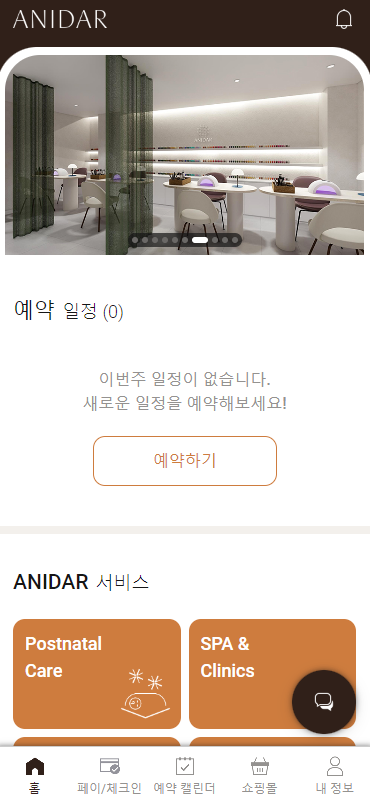 ANIDAR
예약 일정 (0)
이번주 일정이 없습니다.
새로운 일정을 예약해보세요!
예약하기
ANIDAR 서비스
Postnatal
Care
SPA &
Clinics
홈
페이/체크인
예약 캘린더
쇼핑몰
내 정보